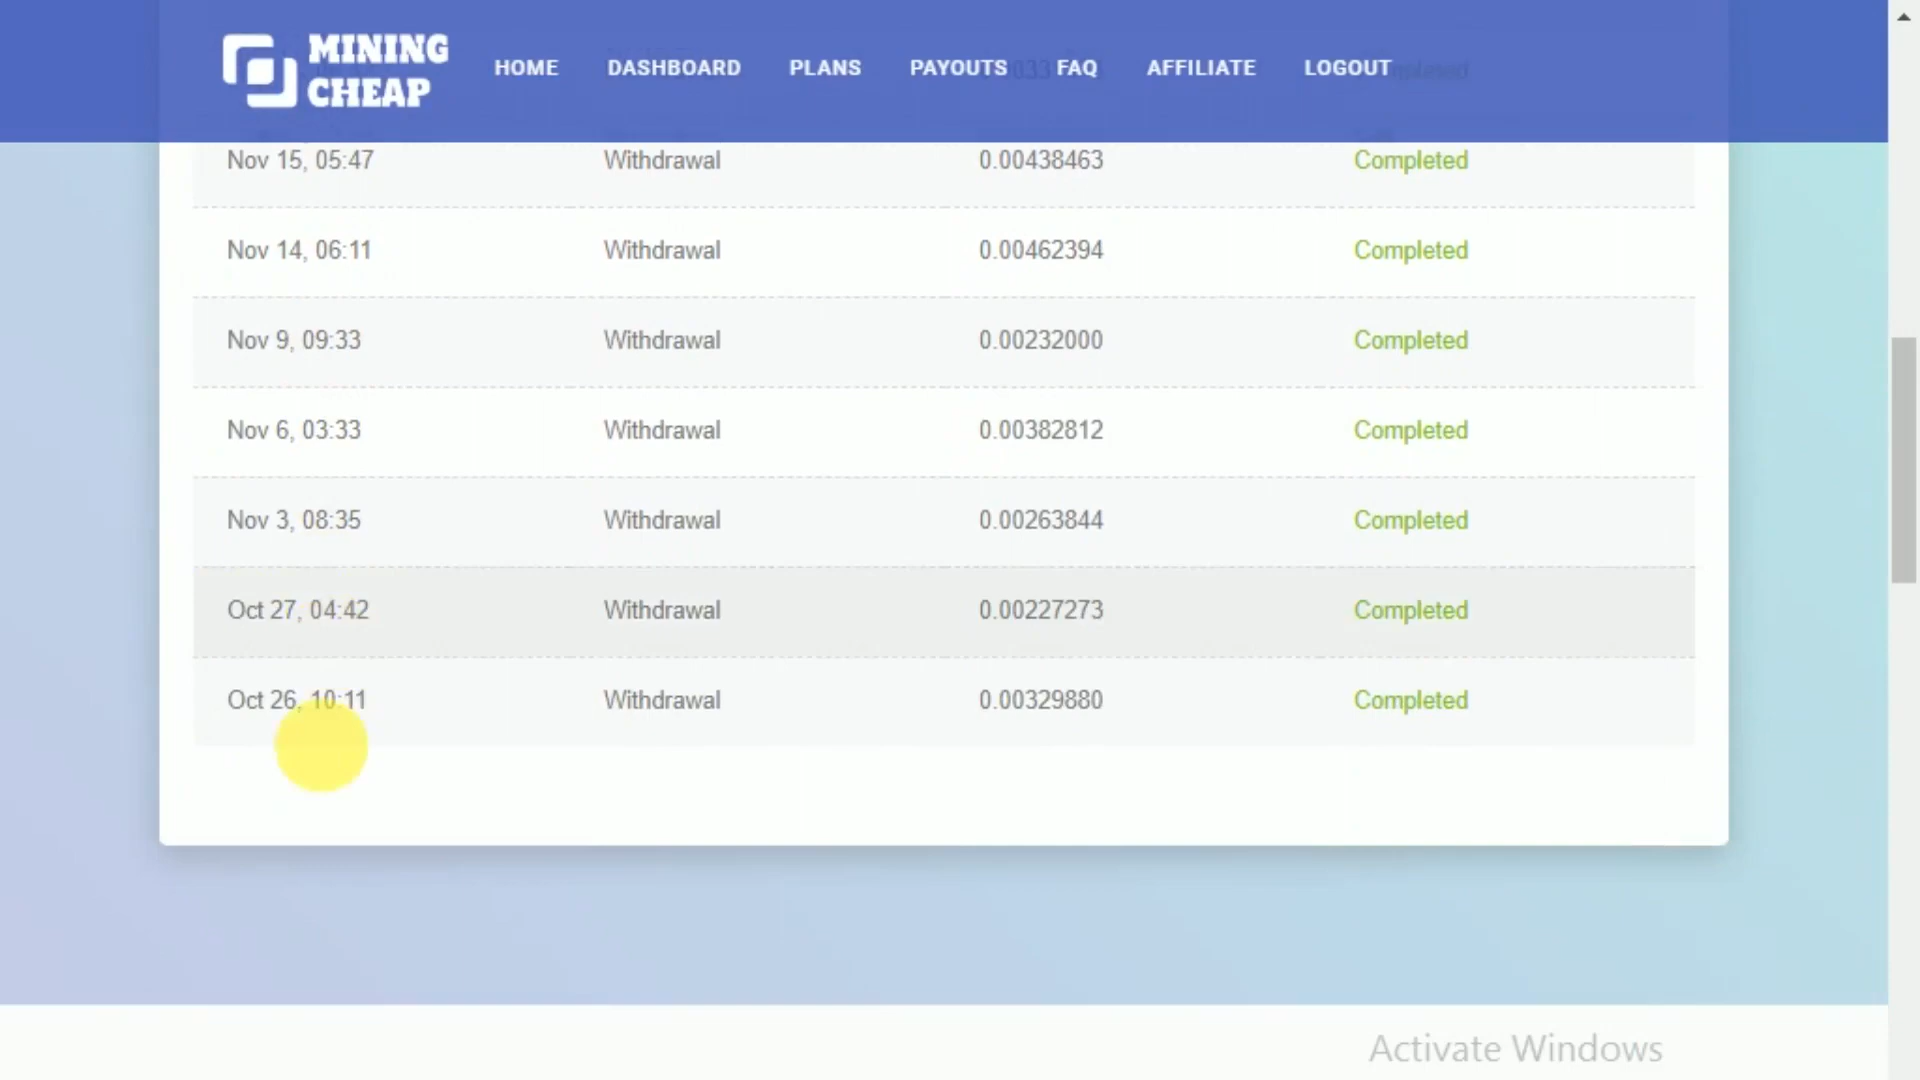 MINING
CHEAP
HOME DASHBOARD PLANS PAYOUTS FAQ AFFILIATE LOGOUT
Nov 15, 05:47 Withdrawal 0.00438463 Completed
Nov 14, 06:11 Withdrawal 0.00462394 Completed
Nov 9, 09:33 Withdrawal 0.00232000 Completed
Nov 6, 03:33 Withdrawal 0.00382812 Completed
Nov 3, 08:35 Withdrawal 0.00263844 Completed
Oct 27, 04:42 Withdrawal 0.00227273 Completed
Oct 26, 10:11 Withdrawal 0.00329880 Completed
Activate Windows